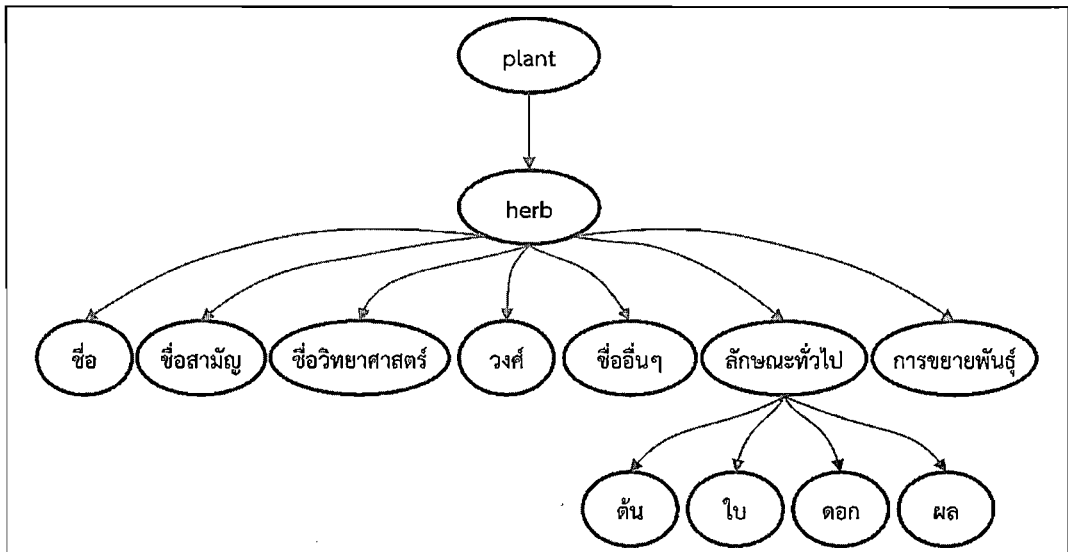 plant
herb
ชื่อ
ชื่อสามัญ
ชื่อวิทยาศาสตร์
วงศ์
ชื่ออื่นๆ
ลักษณะทั่วไป
การขยายพันธุ์
ต้น
ใบ
ดอก
ผล